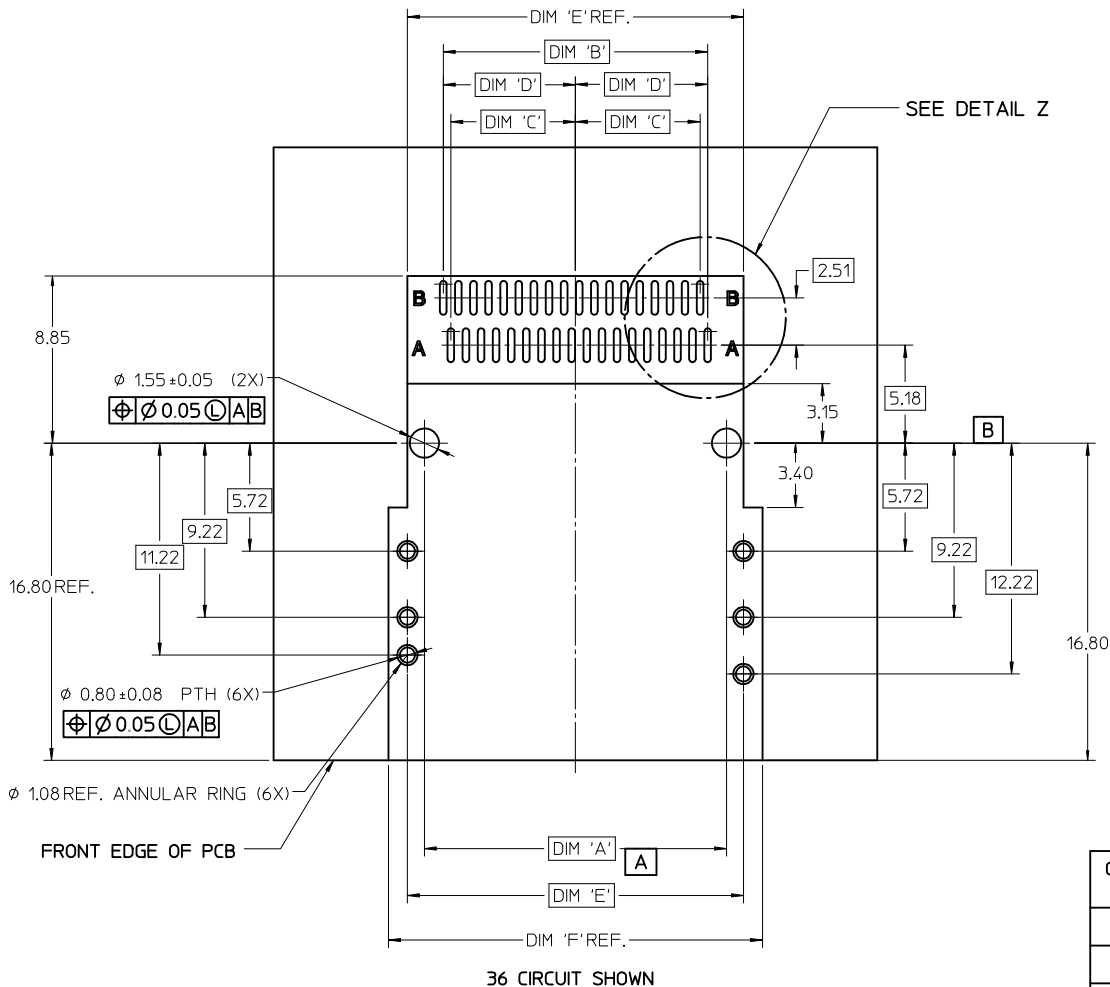 DIM 'E' REF.
DIM 'B'
DIM 'D' DIM 'D'
DIM 'C' DIM 'C'
SEE DETAIL Z
2.51
B B
A A
8.85
⌀ 1.55±0.05 (2X)
⌖ ⌀ 0.05 Ⓛ A B
3.15
5.18
B
3.40
5.72
5.72
9.22
9.22
11.22
12.22
16.80 REF.
16.80
⌀ 0.80±0.08 PTH (6X)
⌖ ⌀ 0.05 Ⓛ A B
⌀ 1.08 REF. ANNULAR RING (6X)
FRONT EDGE OF PCB
DIM 'A'
A
DIM 'E'
DIM 'F' REF.
36 CIRCUIT SHOWN